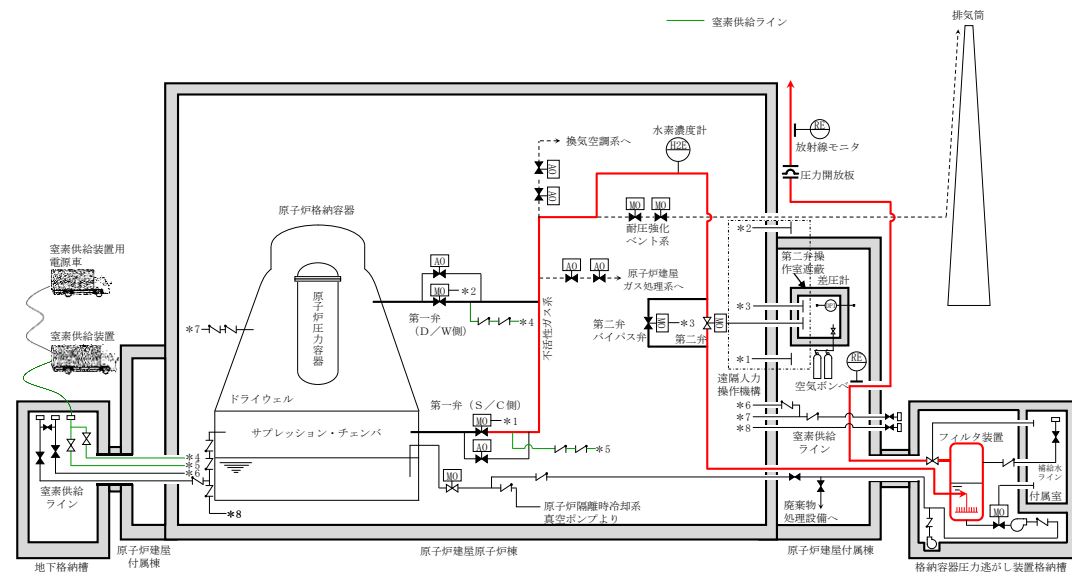 窒素供給ライン
排気筒
換気空調系へ
水素濃度計
H2E
RE
放射線モニタ
圧力開放板
AO
AO
原子炉格納容器
MO
MO
耐圧強化
ベント系
*2
第二弁操
作室遮蔽
差圧計
窒素供給装置用
電源車
AO
MO
*2
AO
AO
原子炉建屋
ガス処理系へ
原子炉圧力容器
不活性ガス系
*3
DPI
*4
第一弁
(D/W側)
第二弁
バイパス弁
MO
*3
第二弁
MO
*7
窒素供給装置
*1
RE
遠隔人力
操作機構
空気ボンベ
ドライウェル
第一弁(S/C側)
MO
*1
*6
*7
*8
サプレッション・チェンバ
AO
*5
窒素供給
ライン
フィルタ装置
*4
*5
*6
窒素供給
ライン
MO
補給水
ライン
付属室
MO
*8
原子炉隔離時冷却系
真空ポンプより
廃棄物
処理設備へ
地下格納槽
原子炉建屋
付属棟
原子炉建屋原子炉棟
原子炉建屋付属棟
格納容器圧力逃がし装置格納槽